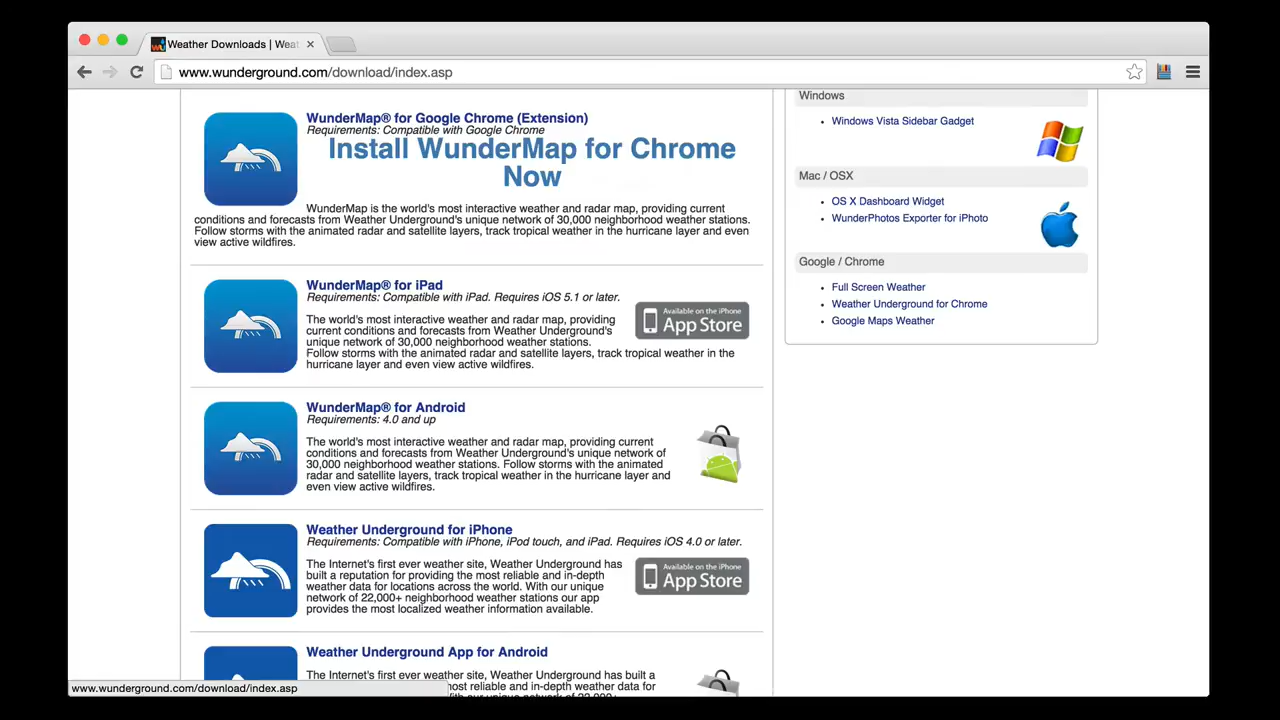 Weather Downloads | Weat
www.wunderground.com/download/index.asp
WunderMap® for Google Chrome (Extension)
Requirements: Compatible with Google Chrome
Install WunderMap for Chrome
Now
WunderMap is the world's most interactive weather and radar map, providing current
conditions and forecasts from Weather Underground's unique network of 30,000 neighborhood weather stations.
Follow storms with the animated radar and satellite layers, track tropical weather in the hurricane layer and even
view active wildfires.
WunderMap® for iPad
Requirements: Compatible with iPad. Requires iOS 5.1 or later.
The world's most interactive weather and radar map, providing
current conditions and forecasts from Weather Underground's
unique network of 30,000 neighborhood weather stations.
Follow storms with the animated radar and satellite layers, track tropical weather in the
hurricane layer and even view active wildfires.
Available on the iPhone
App Store
WunderMap® for Android
Requirements: 4.0 and up
The world's most interactive weather and radar map, providing current
conditions and forecasts from Weather Underground's unique network of
30,000 neighborhood weather stations. Follow storms with the animated
radar and satellite layers, track tropical weather in the hurricane layer and
even view active wildfires.
Weather Underground for iPhone
Requirements: Compatible with iPhone, iPod touch, and iPad. Requires iOS 4.0 or later.
The Internet's first ever weather site, Weather Underground has
built a reputation for providing the most reliable and in-depth
weather data for locations across the world. With our unique
network of 22,000+ neighborhood weather stations our app
provides the most localized weather information available.
Available on the iPhone
App Store
Weather Underground App for Android
The Internet's first ever weather site, Weather Underground has built a
most reliable and in-depth weather data for
Windows
Windows Vista Sidebar Gadget
Mac / OSX
OS X Dashboard Widget
WunderPhotos Exporter for iPhoto
Google / Chrome
Full Screen Weather
Weather Underground for Chrome
Google Maps Weather
www.wunderground.com/download/index.asp